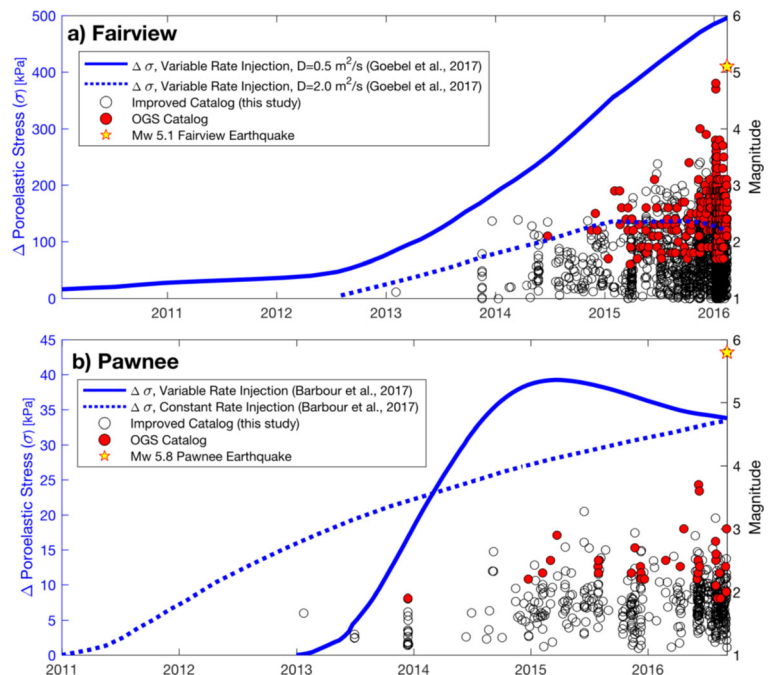 a) Fairview
Δ σ, Variable Rate Injection, D=0.5 m²/s (Goebel et al., 2017)
Δ σ, Variable Rate Injection, D=2.0 m²/s (Goebel et al., 2017)
Improved Catalog (this study)
OGS Catalog
Mw 5.1 Fairview Earthquake
Δ Poroelastic Stress (σ) [kPa]
500
400
300
200
100
0
6
5
4
3
2
1
Magnitude
2011 2012 2013 2014 2015 2016
b) Pawnee
Δ σ, Variable Rate Injection (Barbour et al., 2017)
Δ σ, Constant Rate Injection (Barbour et al., 2017)
Improved Catalog (this study)
OGS Catalog
Mw 5.8 Pawnee Earthquake
Δ Poroelastic Stress (σ) [kPa]
45
40
35
30
25
20
15
10
5
0
6
5
4
3
2
1
Magnitude
2011 2012 2013 2014 2015 2016